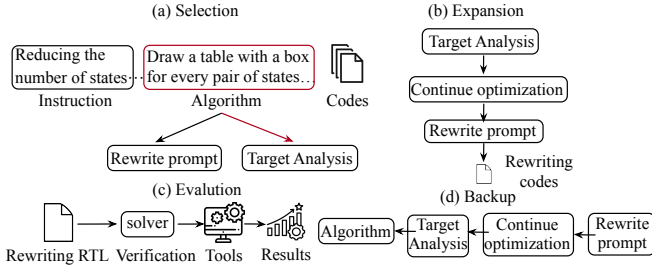 (a) Selection
Reducing the
number of states...
Draw a table with a box
for every pair of states...
Instruction
Algorithm
Codes
Rewrite prompt
Target Analysis
(b) Expansion
Target Analysis
Continue optimization
Rewrite prompt
Rewriting
codes
(c) Evalution
solver
Rewriting RTL
Verification
Tools
Results
(d) Backup
Algorithm
Target
Analysis
Continue
optimization
Rewrite
prompt